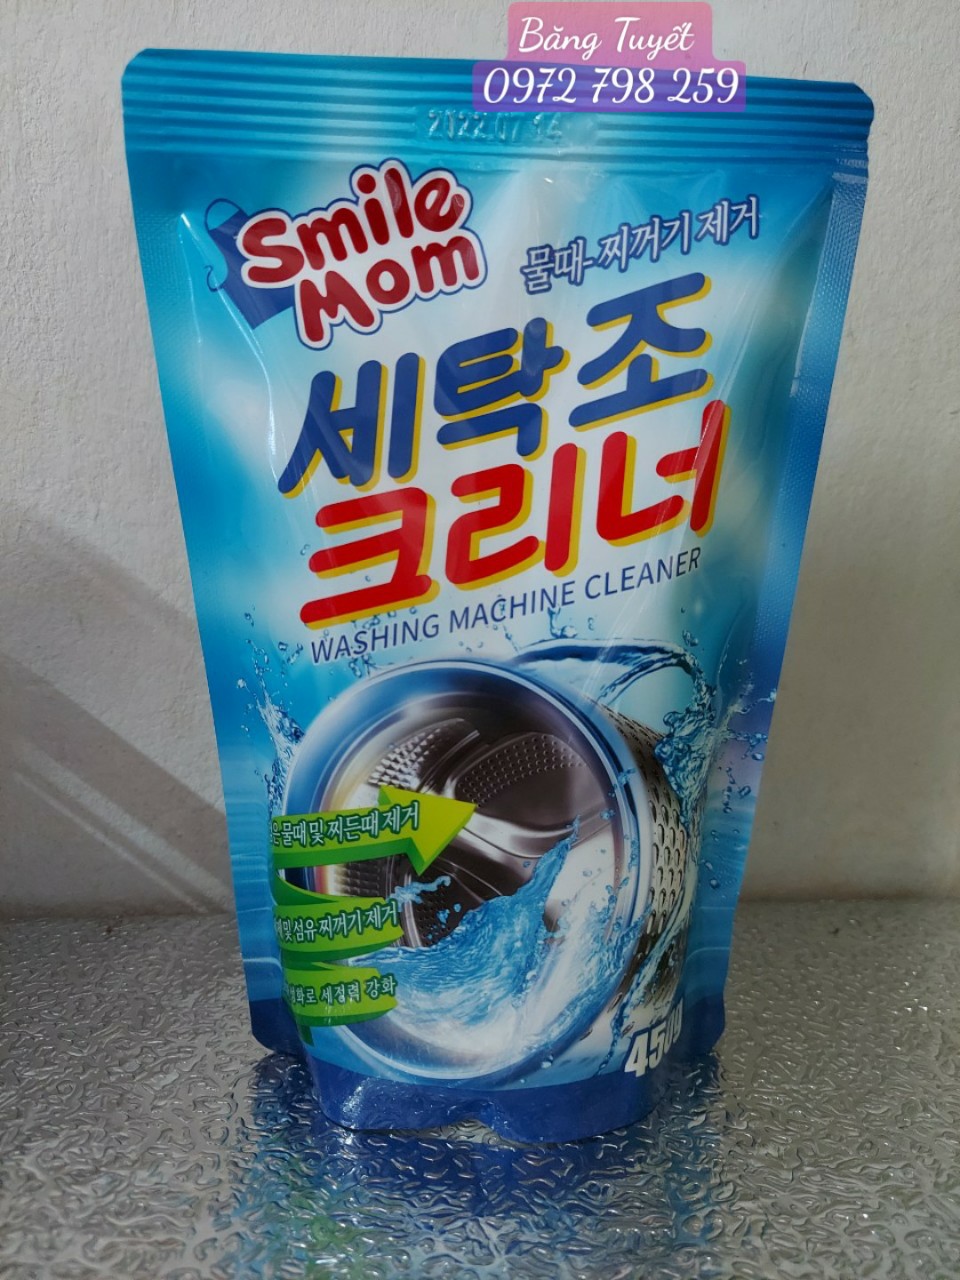 Băng Tuyết
0972 798 259
2022.07.14
Smile
Mom
물때-찌꺼기 제거
세탁조
크리너
WASHING MACHINE CLEANER
물때 및 찌든때 제거
및 섬유 찌꺼기 제거
세정력 강화
450g